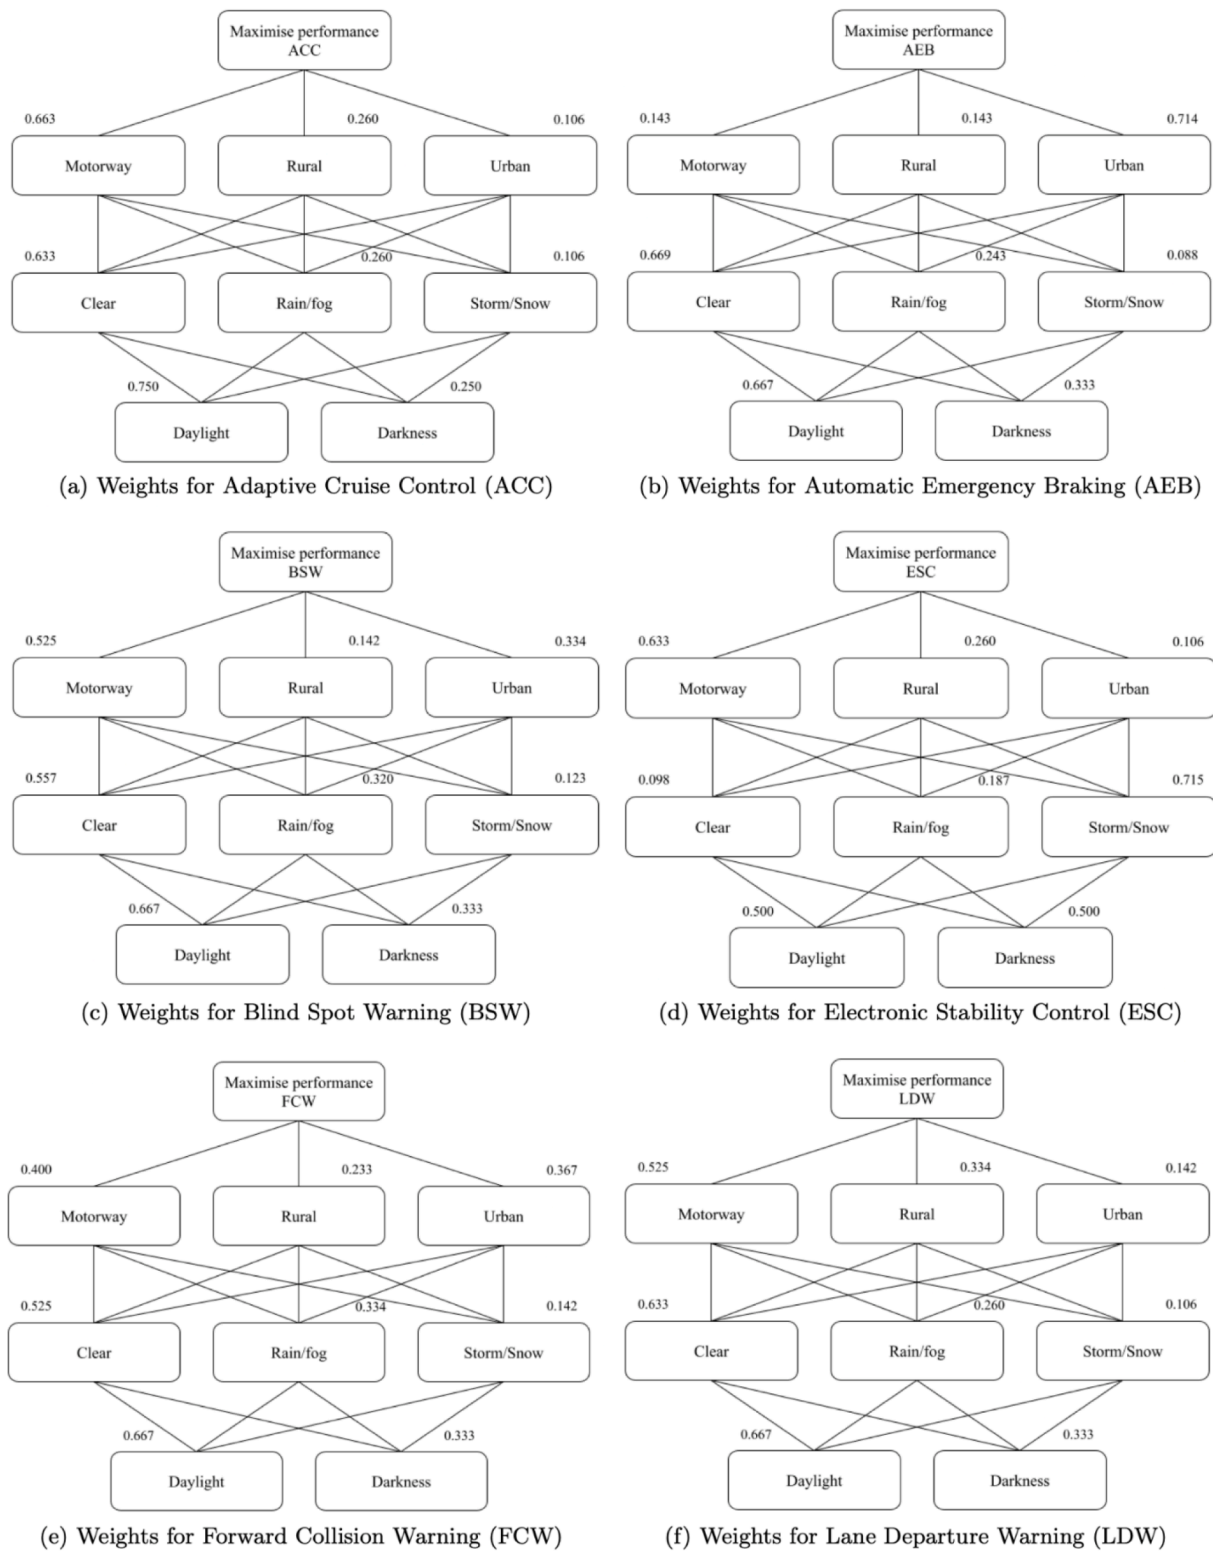 Maximise performance
ACC
0.663 0.260 0.106
Motorway Rural Urban
0.633 0.260 0.106
Clear Rain/fog Storm/Snow
0.750 0.250
Daylight Darkness
(a) Weights for Adaptive Cruise Control (ACC)
Maximise performance
AEB
0.143 0.143 0.714
Motorway Rural Urban
0.669 0.243 0.088
Clear Rain/fog Storm/Snow
0.667 0.333
Daylight Darkness
(b) Weights for Automatic Emergency Braking (AEB)
Maximise performance
BSW
0.525 0.142 0.334
Motorway Rural Urban
0.557 0.320 0.123
Clear Rain/fog Storm/Snow
0.667 0.333
Daylight Darkness
(c) Weights for Blind Spot Warning (BSW)
Maximise performance
ESC
0.633 0.260 0.106
Motorway Rural Urban
0.098 0.187 0.715
Clear Rain/fog Storm/Snow
0.500 0.500
Daylight Darkness
(d) Weights for Electronic Stability Control (ESC)
Maximise performance
FCW
0.400 0.233 0.367
Motorway Rural Urban
0.525 0.334 0.142
Clear Rain/fog Storm/Snow
0.667 0.333
Daylight Darkness
(e) Weights for Forward Collision Warning (FCW)
Maximise performance
LDW
0.525 0.334 0.142
Motorway Rural Urban
0.633 0.260 0.106
Clear Rain/fog Storm/Snow
0.667 0.333
Daylight Darkness
(f) Weights for Lane Departure Warning (LDW)